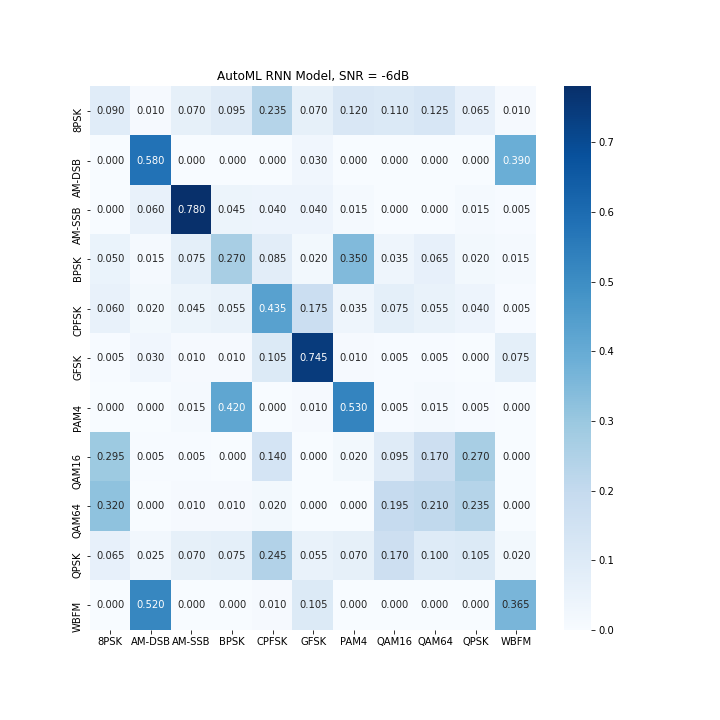 AutoML RNN Model, SNR = -6dB
8PSK 0.090 0.010 0.070 0.095 0.235 0.070 0.120 0.110 0.125 0.065 0.010
AM-DSB 0.000 0.580 0.000 0.000 0.000 0.030 0.000 0.000 0.000 0.000 0.390
AM-SSB 0.000 0.060 0.780 0.045 0.040 0.040 0.015 0.000 0.000 0.015 0.005
BPSK 0.050 0.015 0.075 0.270 0.085 0.020 0.350 0.035 0.065 0.020 0.015
CPFSK 0.060 0.020 0.045 0.055 0.435 0.175 0.035 0.075 0.055 0.040 0.005
GFSK 0.005 0.030 0.010 0.010 0.105 0.745 0.010 0.005 0.005 0.000 0.075
PAM4 0.000 0.000 0.015 0.420 0.000 0.010 0.530 0.005 0.015 0.005 0.000
QAM16 0.295 0.005 0.005 0.000 0.140 0.000 0.020 0.095 0.170 0.270 0.000
QAM64 0.320 0.000 0.010 0.010 0.020 0.000 0.000 0.195 0.210 0.235 0.000
QPSK 0.065 0.025 0.070 0.075 0.245 0.055 0.070 0.170 0.100 0.105 0.020
WBFM 0.000 0.520 0.000 0.000 0.010 0.105 0.000 0.000 0.000 0.000 0.365
8PSK AM-DSB AM-SSB BPSK CPFSK GFSK PAM4 QAM16 QAM64 QPSK WBFM
0.7
0.6
0.5
0.4
0.3
0.2
0.1
0.0